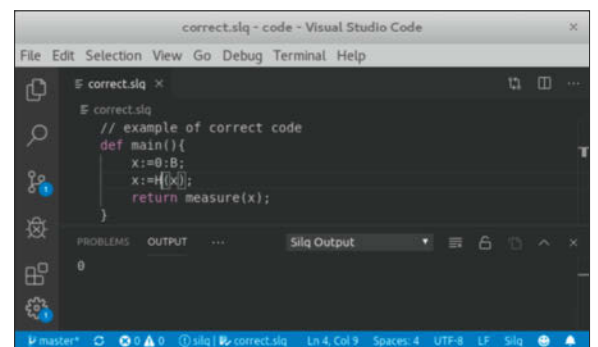 correct.slq - code - Visual Studio Code
File Edit Selection View Go Debug Terminal Help
correct.slq
correct.slq
// example of correct code
def main(){
x:=0:B;
x:=H(x);
return measure(x);
}
PROBLEMS OUTPUT ... Silq Output
0
master* 0 0 silq | correct.slq Ln 4, Col 9 Spaces: 4 UTF-8 LF Silq